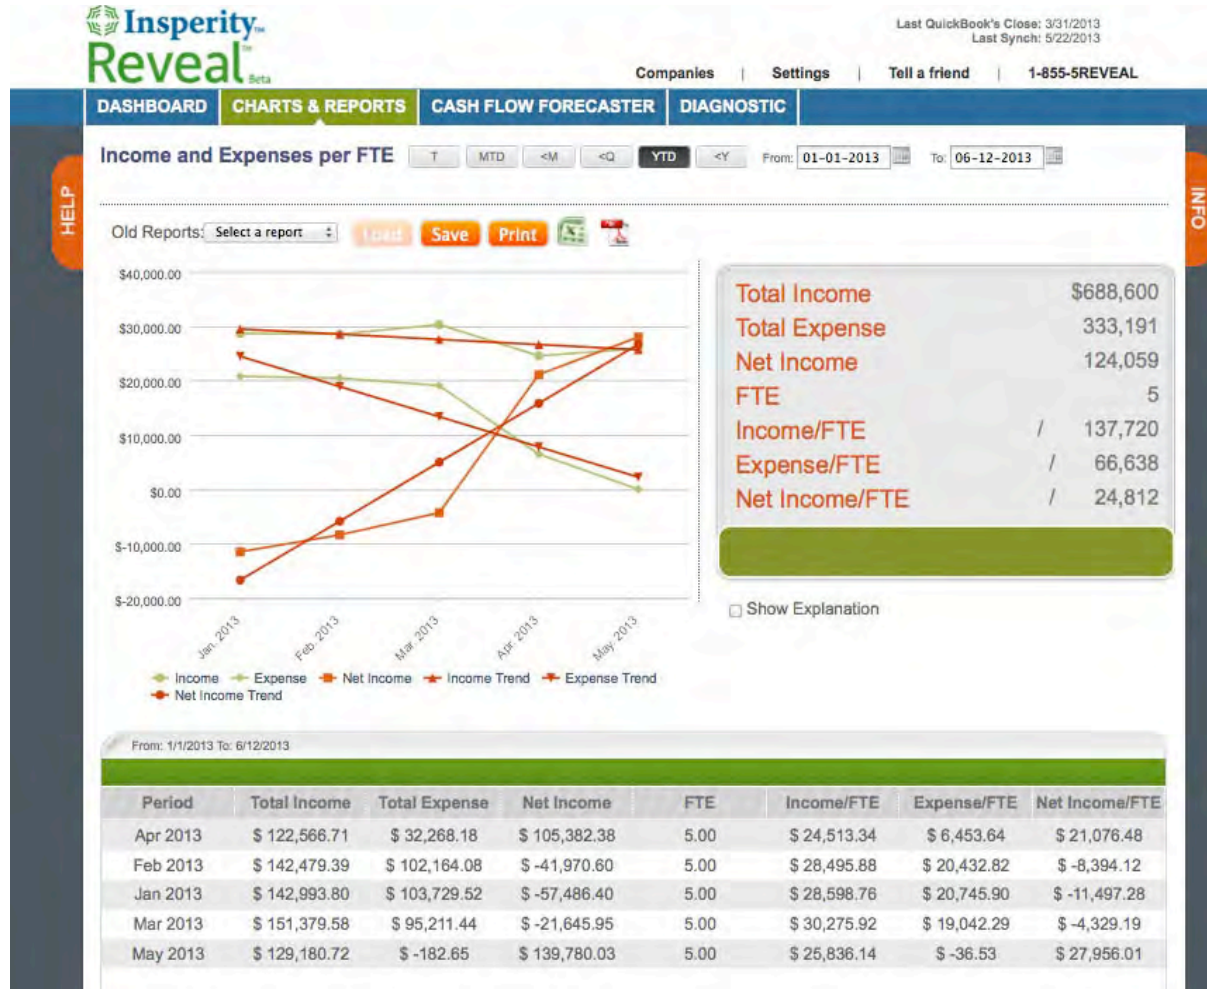 Insperity™
Reveal™ Beta
Last QuickBook's Close: 3/31/2013
Last Synch: 5/22/2013
Companies | Settings | Tell a friend | 1-855-5REVEAL
DASHBOARD CHARTS & REPORTS CASH FLOW FORECASTER DIAGNOSTIC
HELP
INFO
Income and Expenses per FTE T MTD <M <Q YTD <Y From: 01-01-2013 To: 06-12-2013
Old Reports: Select a report Load Save Print
$40,000.00
$30,000.00
$20,000.00
$10,000.00
$0.00
$-10,000.00
$-20,000.00
Jan. 2013 Feb. 2013 Mar. 2013 Apr. 2013 May. 2013
Income Expense Net Income Income Trend Expense Trend
Net Income Trend
Total Income $688,600
Total Expense 333,191
Net Income 124,059
FTE 5
Income/FTE / 137,720
Expense/FTE / 66,638
Net Income/FTE / 24,812
Show Explanation
From: 1/1/2013 To: 6/12/2013
Period Total Income Total Expense Net Income FTE Income/FTE Expense/FTE Net Income/FTE
Apr 2013 $ 122,566.71 $ 32,268.18 $ 105,382.38 5.00 $ 24,513.34 $ 6,453.64 $ 21,076.48
Feb 2013 $ 142,479.39 $ 102,164.08 $ -41,970.60 5.00 $ 28,495.88 $ 20,432.82 $ -8,394.12
Jan 2013 $ 142,993.80 $ 103,729.52 $ -57,486.40 5.00 $ 28,598.76 $ 20,745.90 $ -11,497.28
Mar 2013 $ 151,379.58 $ 95,211.44 $ -21,645.95 5.00 $ 30,275.92 $ 19,042.29 $ -4,329.19
May 2013 $ 129,180.72 $ -182.65 $ 139,780.03 5.00 $ 25,836.14 $ -36.53 $ 27,956.01